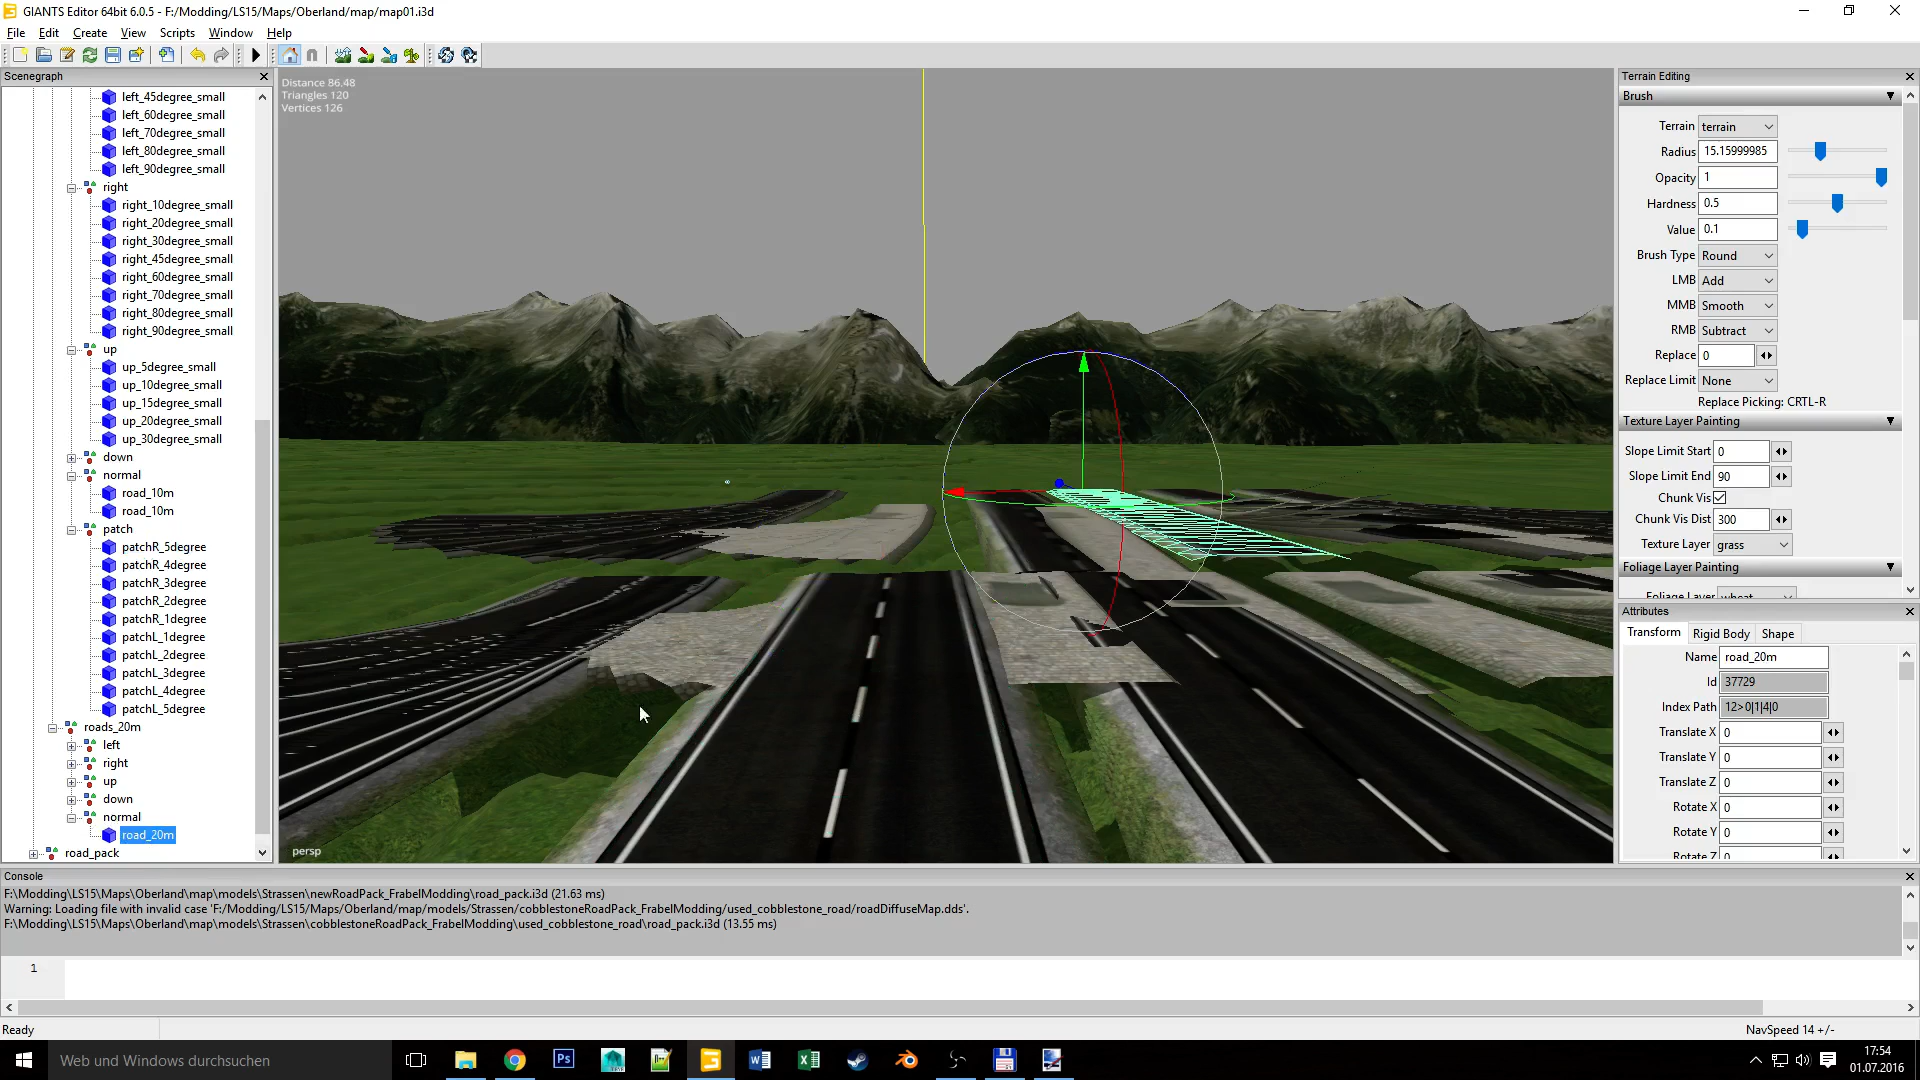 GIANTS Editor 64bit 6.0.5 - F:/Modding/LS15/Maps/Oberland/map/map01.i3d
File Edit Create View Scripts Window Help
Scenegraph
left_45degree_small
left_60degree_small
left_70degree_small
left_80degree_small
left_90degree_small
right
right_10degree_small
right_20degree_small
right_30degree_small
right_45degree_small
right_60degree_small
right_70degree_small
right_80degree_small
right_90degree_small
up
up_5degree_small
up_10degree_small
up_15degree_small
up_20degree_small
up_30degree_small
down
normal
road_10m
road_10m
patch
patchR_5degree
patchR_4degree
patchR_3degree
patchR_2degree
patchR_1degree
patchL_1degree
patchL_2degree
patchL_3degree
patchL_4degree
patchL_5degree
roads_20m
left
right
up
down
normal
road_20m
road_pack
Distance 86.48
Triangles 120
Vertices 126
persp
Terrain Editing
Brush
Terrain terrain
Radius 15.15999985
Opacity 1
Hardness 0.5
Value 0.1
Brush Type Round
LMB Add
MMB Smooth
RMB Subtract
Replace 0
Replace Limit None
Replace Picking: CRTL-R
Texture Layer Painting
Slope Limit Start 0
Slope Limit End 90
Chunk Vis
Chunk Vis Dist 300
Texture Layer grass
Foliage Layer Painting
Foliage Layer wheat
Attributes
Transform Rigid Body Shape
Name road_20m
Id 37729
Index Path 12>0|1|4|0
Translate X 0
Translate Y 0
Translate Z 0
Rotate X 0
Rotate Y 0
Rotate Z 0
Console
F:\Modding\LS15\Maps\Oberland\map\models\Strassen\newRoadPack_FrabelModding\road_pack.i3d (21.63 ms)
Warning: Loading file with invalid case 'F:/Modding/LS15/Maps/Oberland/map/models/Strassen/cobblestoneRoadPack_FrabelModding/used_cobblestone_road/roadDiffuseMap.dds'.
F:\Modding\LS15\Maps\Oberland\map\models\Strassen\cobblestoneRoadPack_FrabelModding\used_cobblestone_road\road_pack.i3d (13.55 ms)
1
Ready
NavSpeed 14 +/-
Web und Windows durchsuchen
17:54
01.07.2016